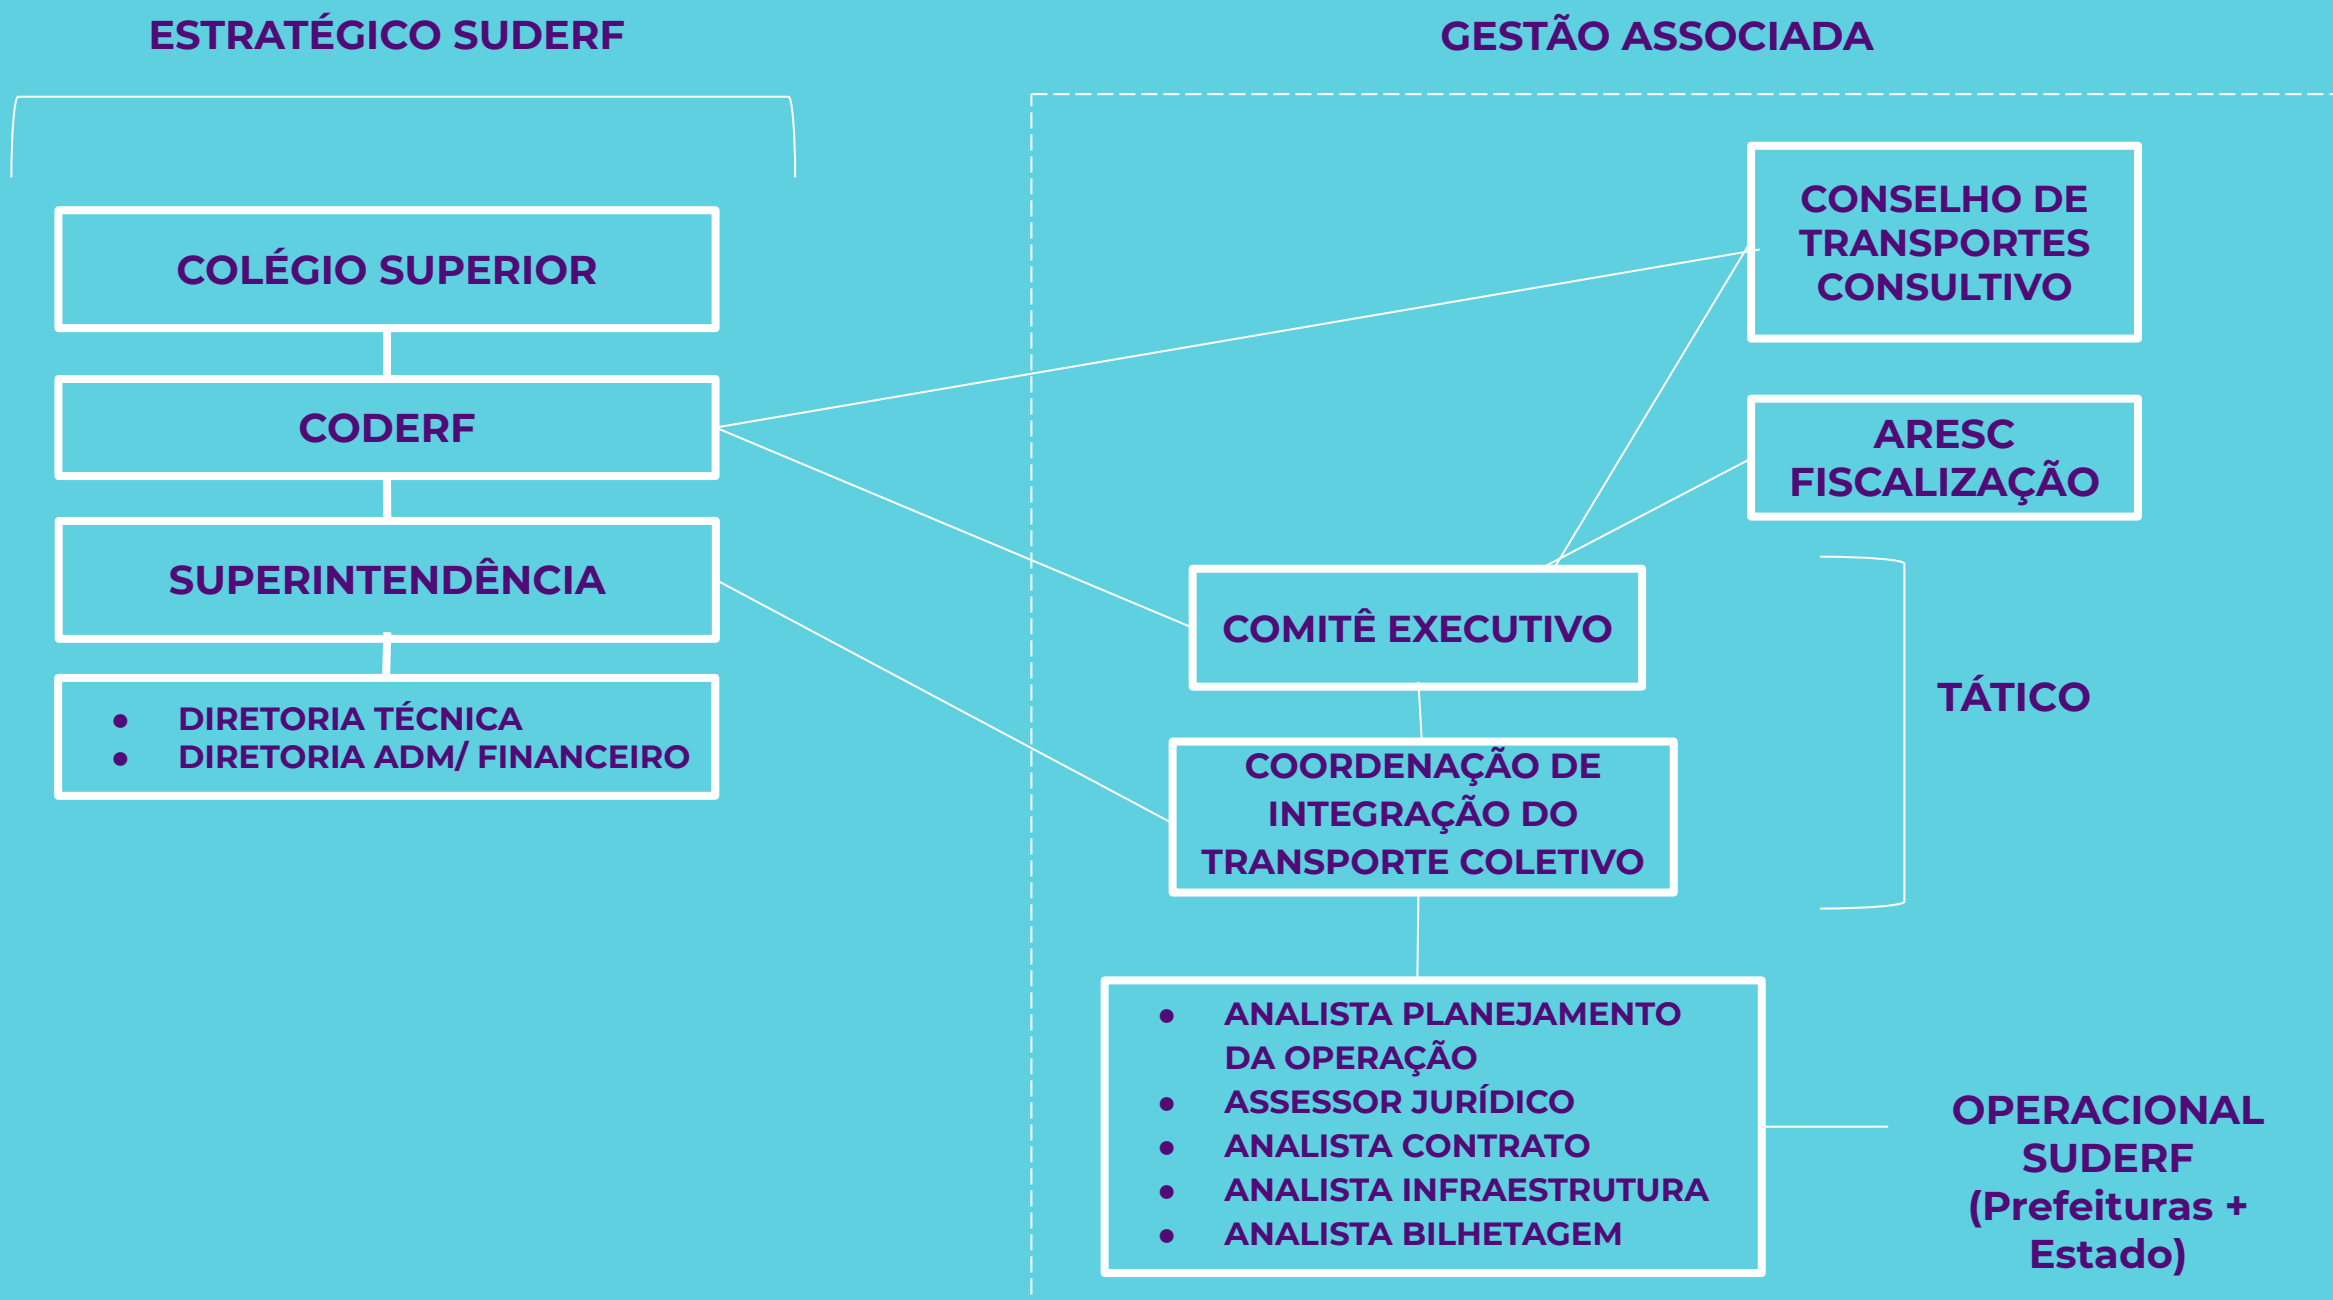 ESTRATÉGICO SUDERF
COLÉGIO SUPERIOR
CODERF
SUPERINTENDÊNCIA
● DIRETORIA TÉCNICA
● DIRETORIA ADM/ FINANCEIRO
GESTÃO ASSOCIADA
CONSELHO DE
TRANSPORTES
CONSULTIVO
ARESC
FISCALIZAÇÃO
COMITÊ EXECUTIVO
COORDENAÇÃO DE
INTEGRAÇÃO DO
TRANSPORTE COLETIVO
TÁTICO
● ANALISTA PLANEJAMENTO
DA OPERAÇÃO
● ASSESSOR JURÍDICO
● ANALISTA CONTRATO
● ANALISTA INFRAESTRUTURA
● ANALISTA BILHETAGEM
OPERACIONAL
SUDERF
(Prefeituras +
Estado)